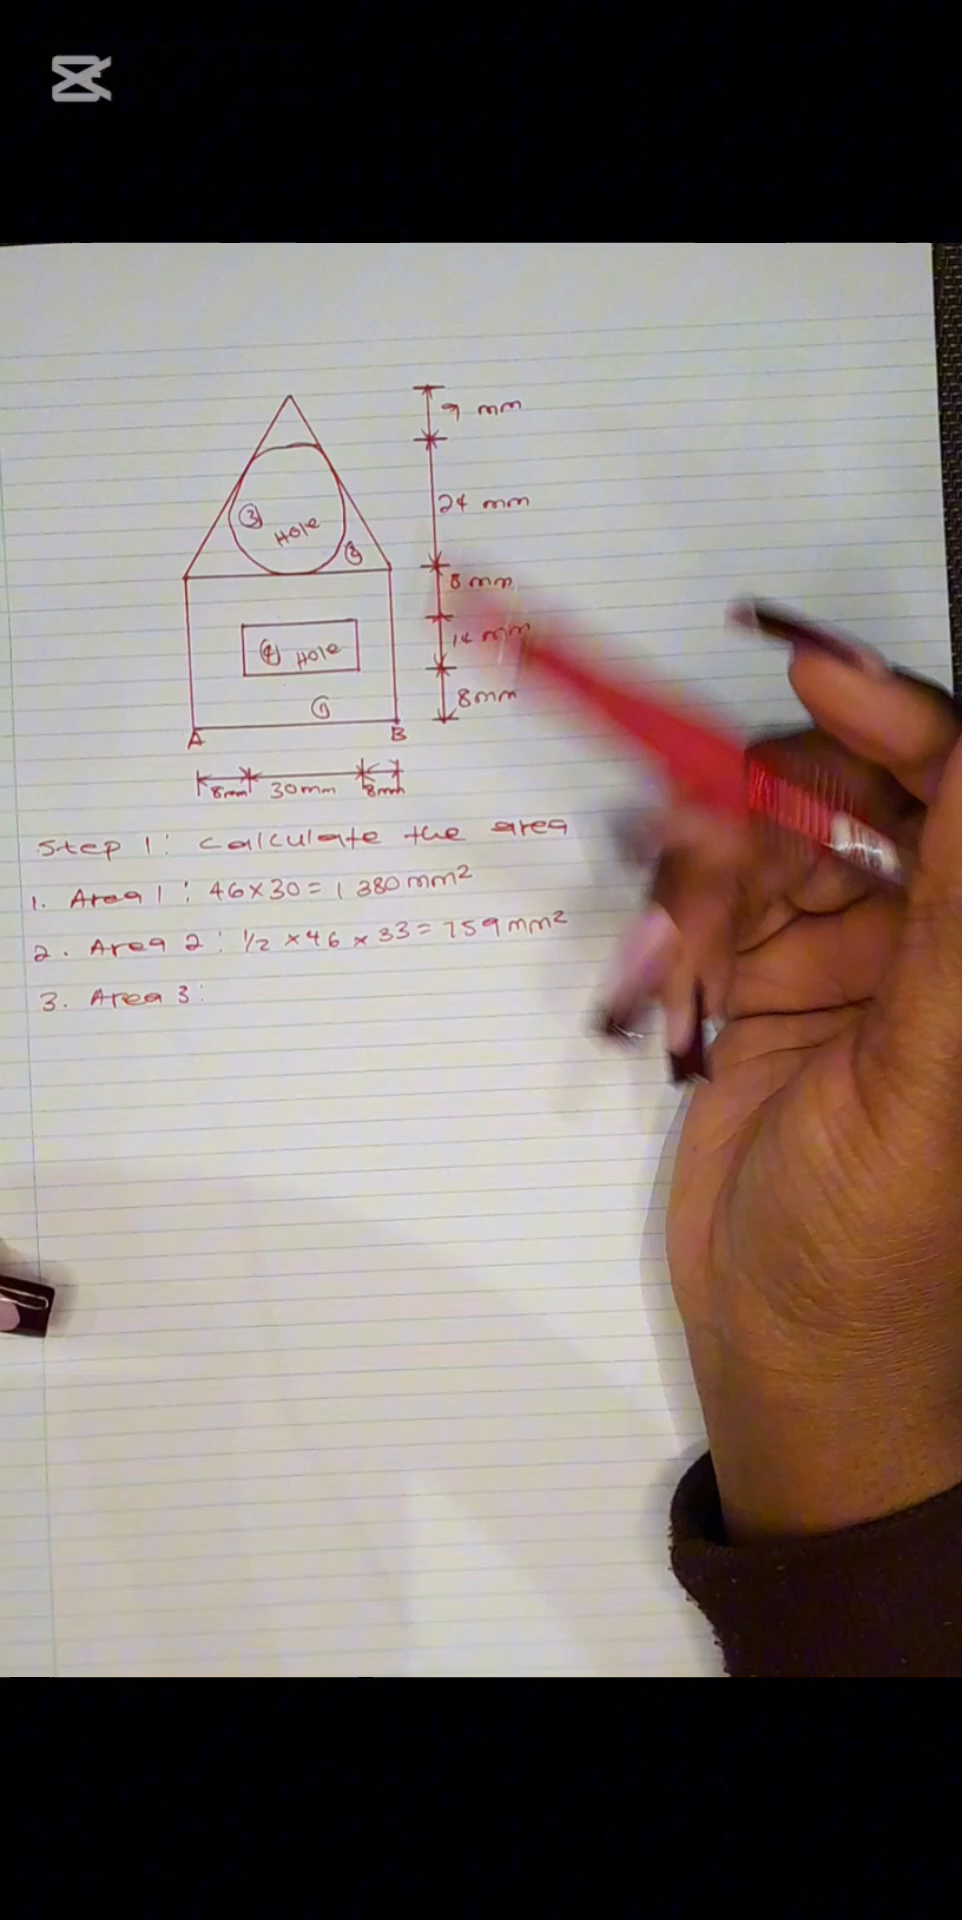 9 mm
24 mm
③
Hole
③
8 mm
14 mm
④ Hole
8mm
①
A B
8mm 30mm 8mm
Step 1: Calculate the area
1. Area 1: 46 × 30 = 1 380 mm²
2. Area 2: 1/2 × 46 × 33 = 759 mm²
3. Area 3: